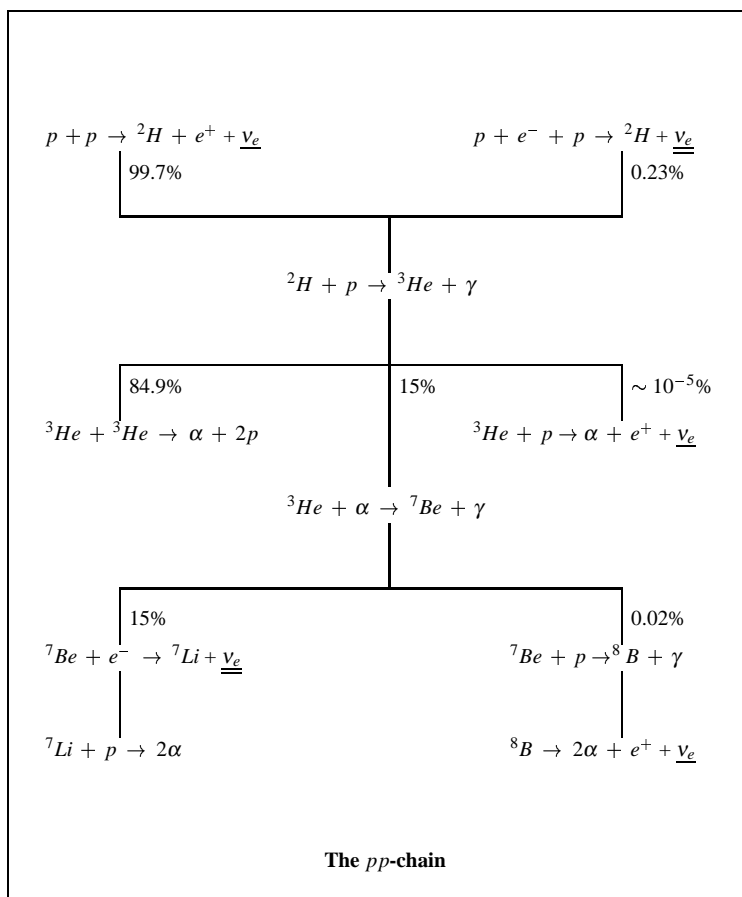 p + p → ²H + e⁺ + νₑ p + e⁻ + p → ²H + νₑ
99.7% 0.23%
²H + p → ³He + γ
84.9% 15% ∼ 10⁻⁵%
³He + ³He → α + 2p ³He + p → α + e⁺ + νₑ
³He + α → ⁷Be + γ
15% 0.02%
⁷Be + e⁻ → ⁷Li + νₑ ⁷Be + p → ⁸B + γ
⁷Li + p → 2α ⁸B → 2α + e⁺ + νₑ
The pp-chain